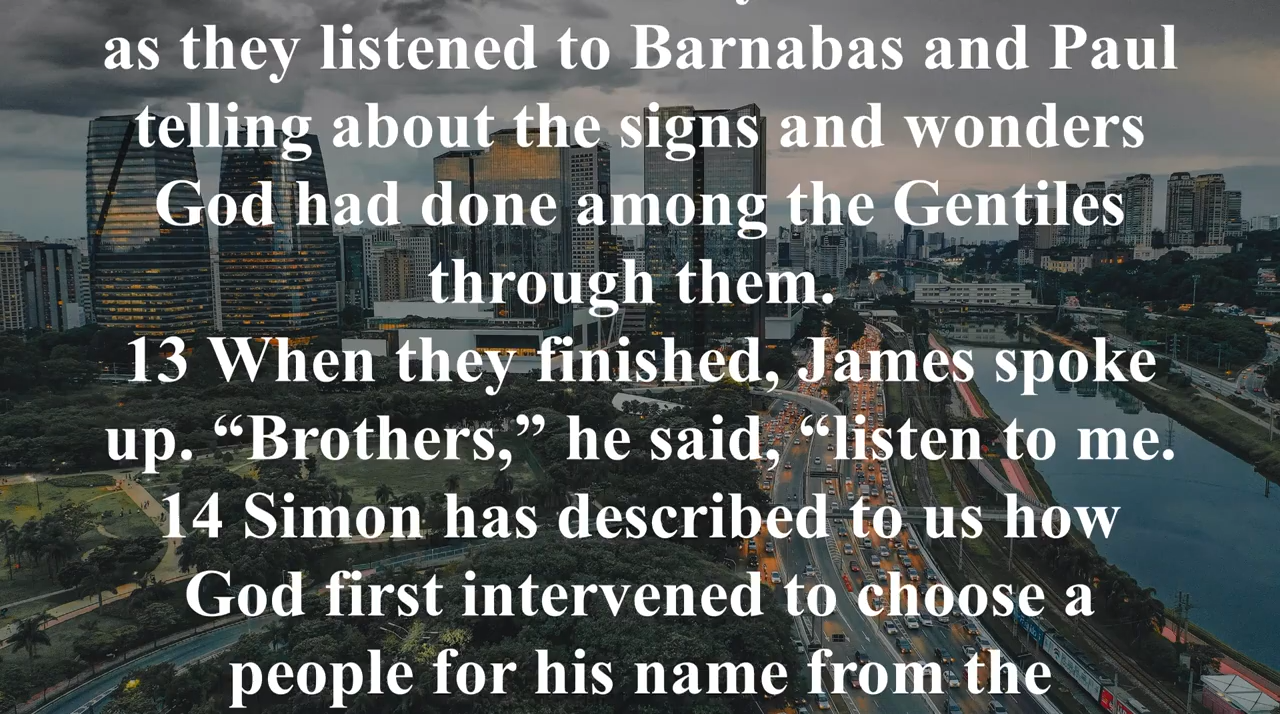 as they listened to Barnabas and Paul
telling about the signs and wonders
God had done among the Gentiles
through them.
13 When they finished, James spoke
up. “Brothers,” he said, “listen to me.
14 Simon has described to us how
God first intervened to choose a
people for his name from the